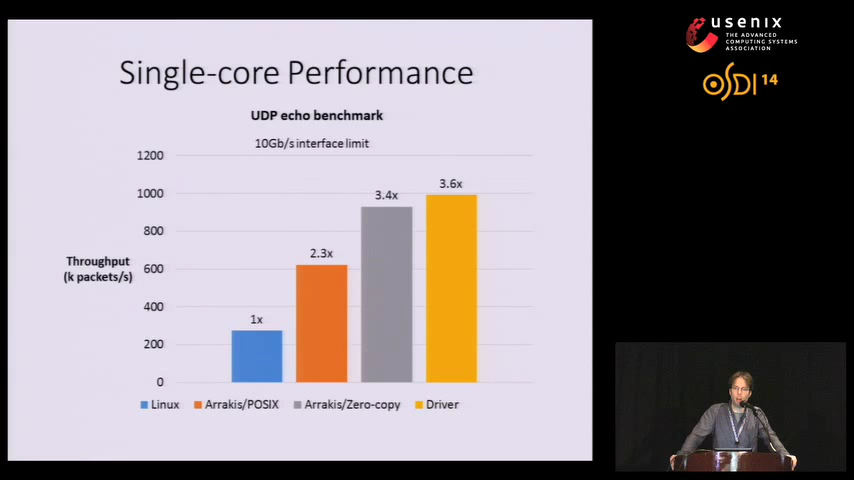 Single-core Performance
UDP echo benchmark
10Gb/s interface limit
1200
1000
800
600
400
200
0
Throughput
(k packets/s)
1x
2.3x
3.4x
3.6x
Linux
Arrakis/POSIX
Arrakis/Zero-copy
Driver
usenix
THE ADVANCED
COMPUTING SYSTEMS
ASSOCIATION
OSDI 14